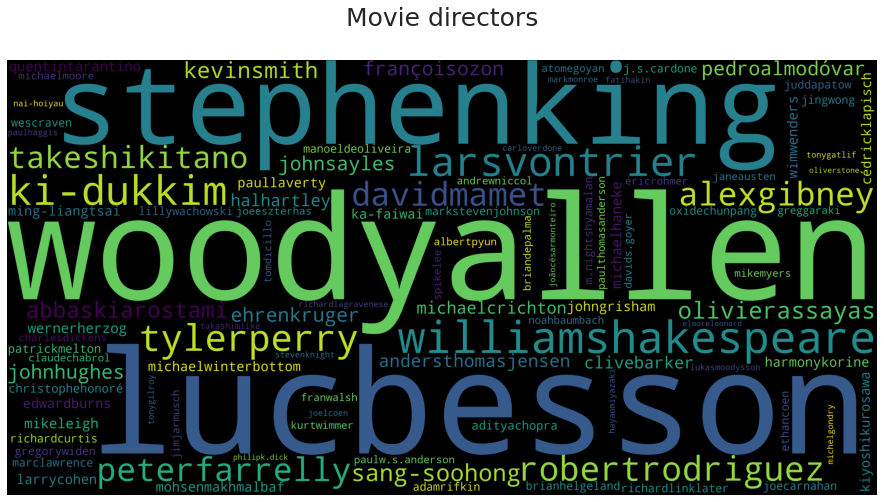 Movie directors
quentintarantino
michaelmoore
kevinsmith
françoisozon
atomegoyan
markmonroe
fatihakin
j.s.cardone
pedroalmodóvar
juddapatow
jingwong
nai-hoiyau
wescraven
paulhaggis
stephenking
wimwenders
cédricklapisch
tonygatlif
oliverstone
takeshikitano
johnsayles
manoeldeoliveira
carloverdone
larsvontrier
janeausten
ki-dukkim
paullaverty
halhartley
davidmamet
andrewniccol
ericrohmer
alexgibney
ming-liangtsai
lillywachowski
joeeszterhas
ka-faiwai
markstevenjohnson
oxidechunpang
greggaraki
woodyallen
tomdicillo
albertpyun
spikelee
briandepalma
joãocésarmonteiro
m.nightshyamalan
paulthomasanderson
michaelhaneke
davids.goyer
mikemyers
abbaskiarostami
richardlagravenese
michaelcrichton
johngrisham
olivierassayas
wernerherzog
ehrenkruger
takashimiike
noahbaumbach
elmoreleonard
charlesdickens
patrickmelton
claudechabrol
tylerperry
stevenknight
williamshakespeare
johnhughes
michaelwinterbottom
andersthomasjensen
clivebarker
lukasmoodysson
harmonykorine
christophehonoré
lucbesson
edwardburns
tonygilroy
jimjarmusch
franwalsh
joelcoen
kurtwimmer
adityachopra
hayaomiyazaki
ethancoen
michelgondry
kiyoshikurosawa
mikeleigh
richardcurtis
gregorywiden
marclawrence
larrycohen
peterfarrelly
philipk.dick
mohsenmakhmalbaf
paulw.s.anderson
sang-soohong
adamrifkin
robertrodriguez
brianhelgeland
richardlinklater
joecarnahan